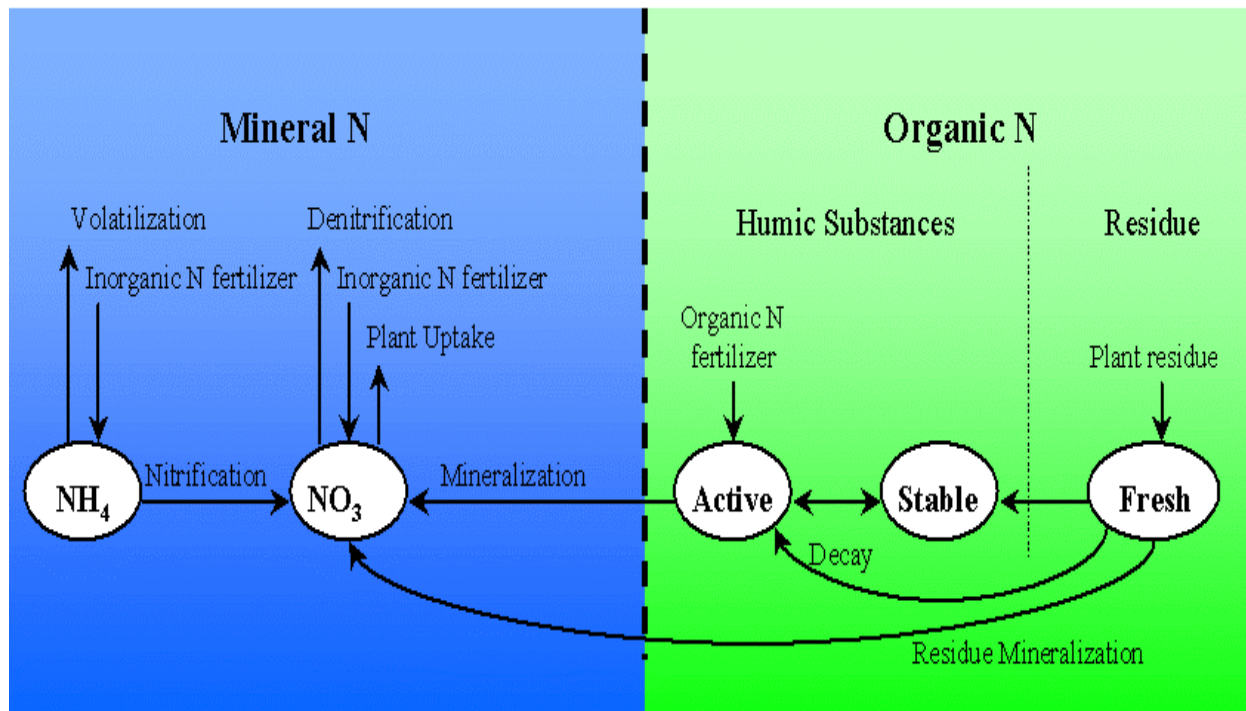 Mineral N
Organic N
Humic Substances
Residue
Volatilization
Denitrification
Inorganic N fertilizer
Inorganic N fertilizer
Plant Uptake
Organic N
fertilizer
Plant residue
NH₄
Nitrification
NO₃
Mineralization
Active
Stable
Fresh
Decay
Residue Mineralization